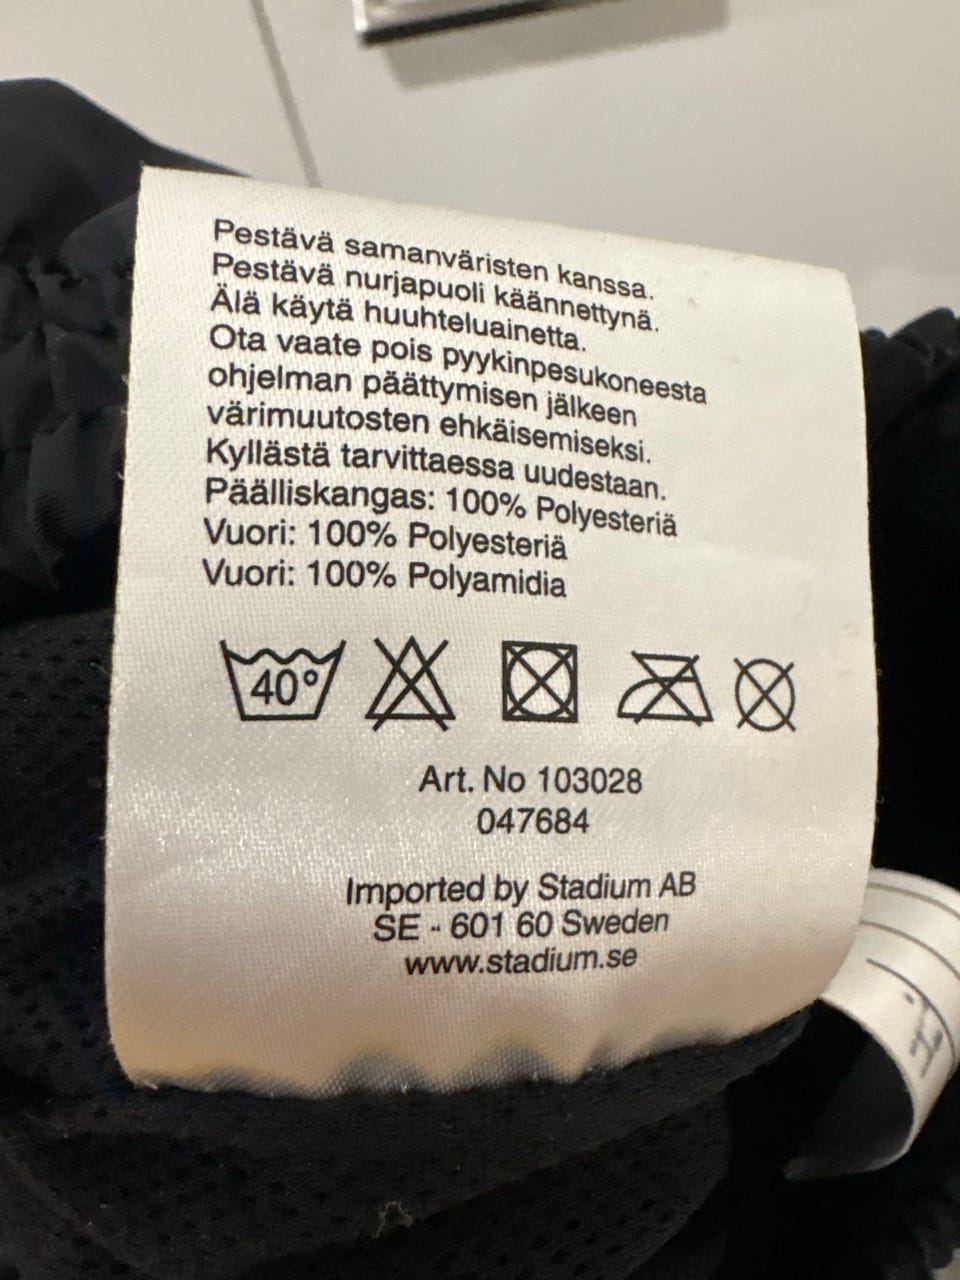 Pestävä samanväristen kanssa.
Pestävä nurjapuoli käännettynä.
Älä käytä huuhteluainetta.
Ota vaate pois pyykinpesukoneesta
ohjelman päättymisen jälkeen
värimuutosten ehkäisemiseksi.
Kyllästä tarvittaessa uudestaan.
Päälliskangas: 100% Polyesteriä
Vuori: 100% Polyesteriä
Vuori: 100% Polyamidia
40°
Art. No 103028
047684
Imported by Stadium AB
SE - 601 60 Sweden
www.stadium.se